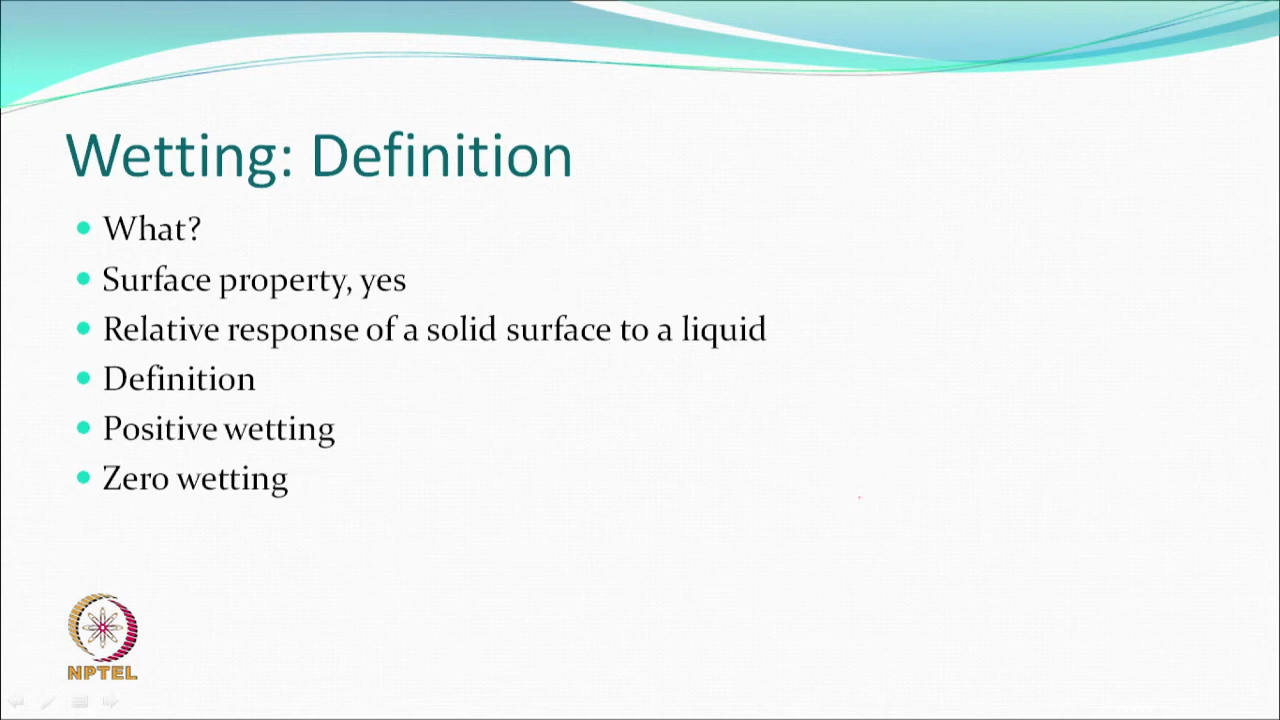 Wetting: Definition
What?
Surface property, yes
Relative response of a solid surface to a liquid
Definition
Positive wetting
Zero wetting
NPTEL